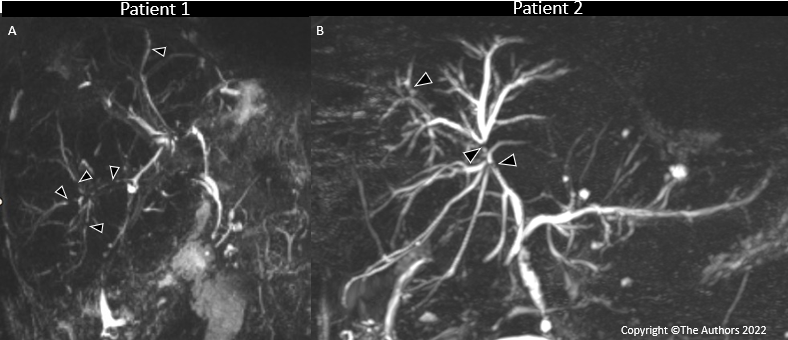 Patient 1
Patient 2
A
B
Copyright ©The Authors 2022